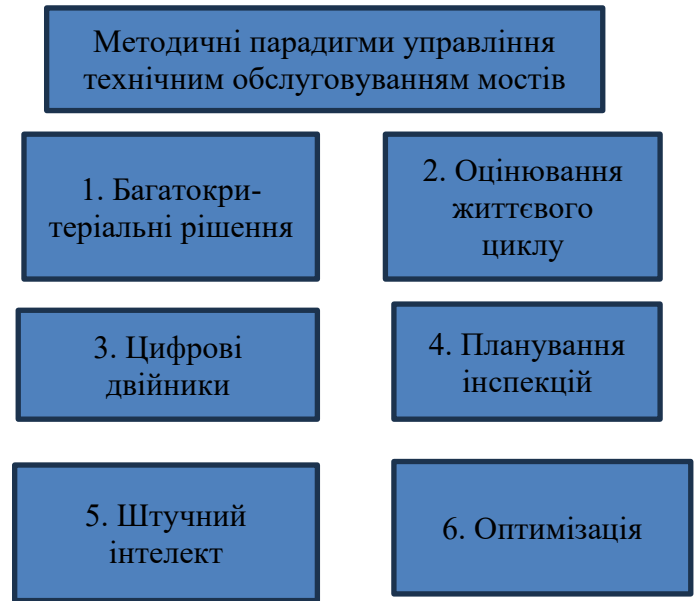 Методичні парадигми управління
технічним обслуговуванням мостів
1. Багатокри-
теріальні рішення
2. Оцінювання
життєвого
циклу
3. Цифрові
двійники
4. Планування
інспекцій
5. Штучний
інтелект
6. Оптимізація